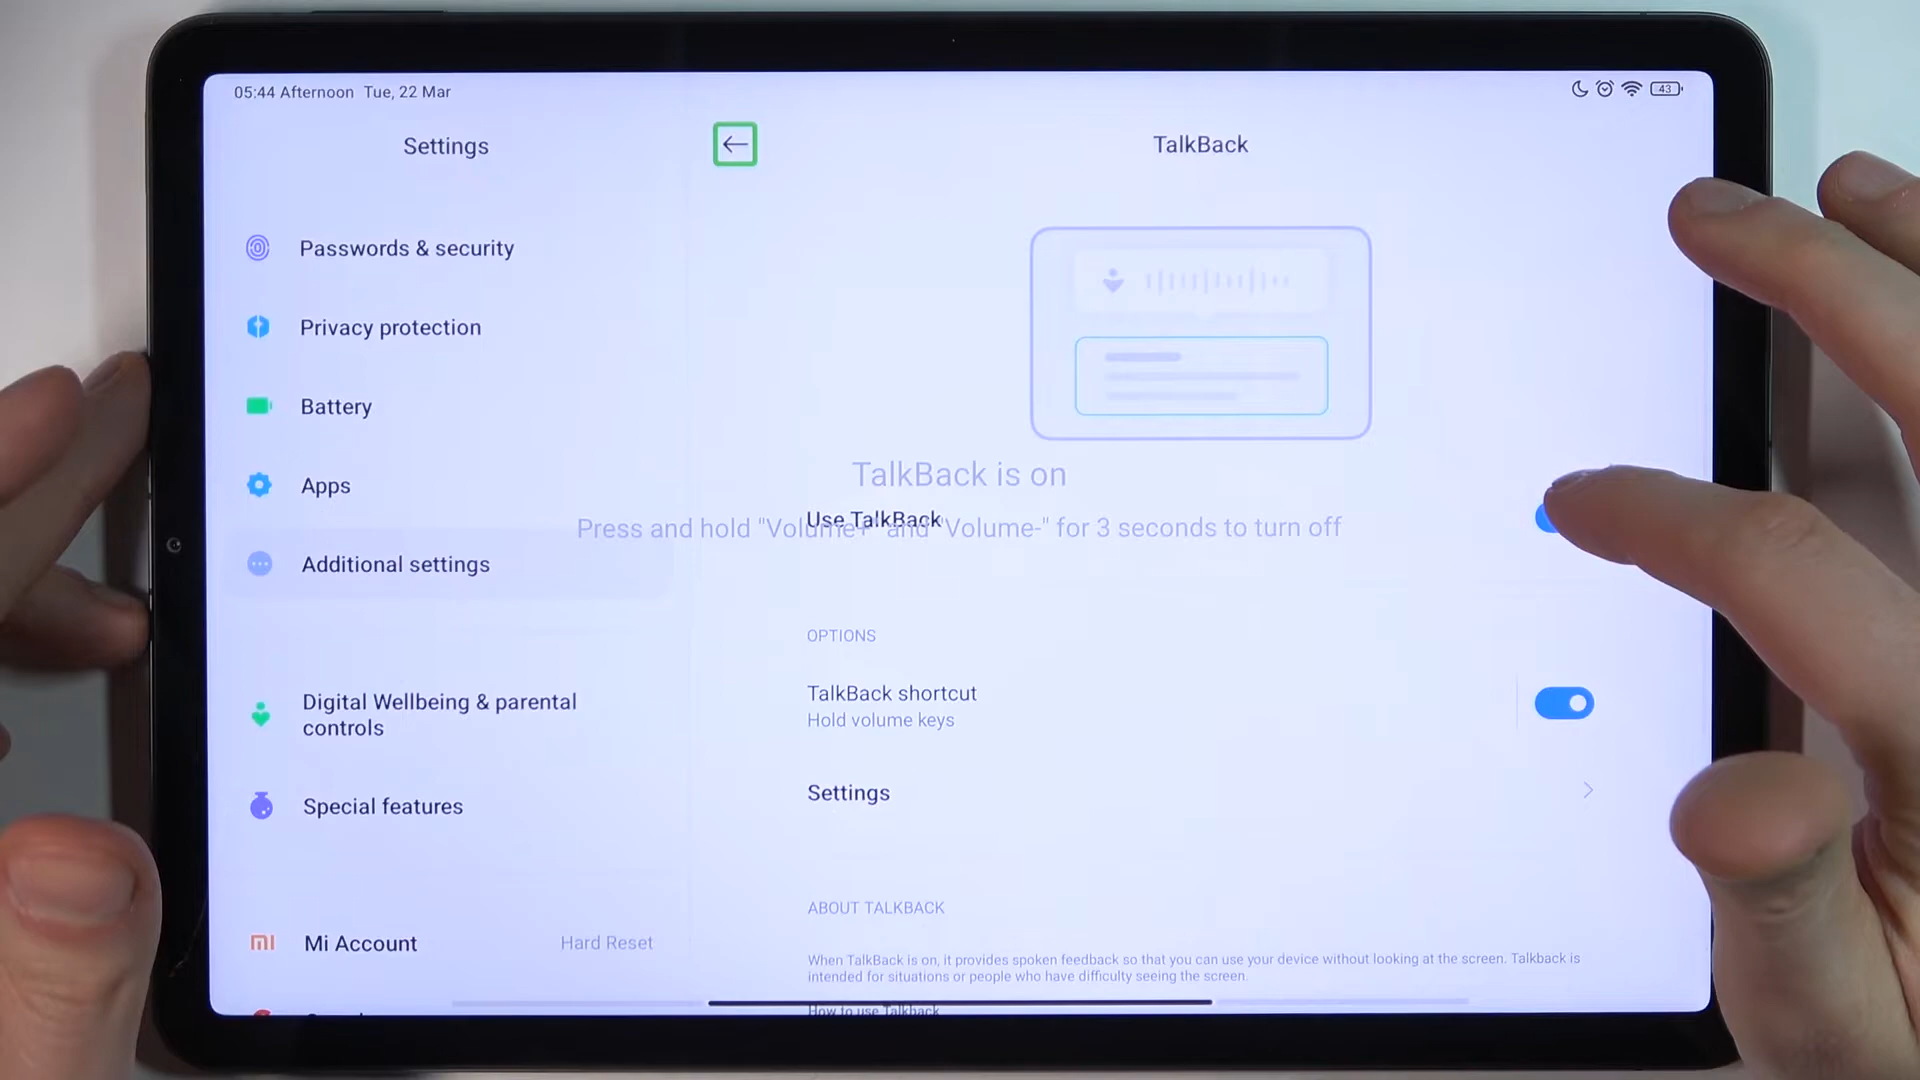 05:44 Afternoon Tue, 22 Mar
43
Settings
TalkBack
Passwords & security
Privacy protection
Battery
Apps
Additional settings
Digital Wellbeing & parental
controls
Special features
mi
Mi Account
Hard Reset
TalkBack is on
Use TalkBack
Press and hold "Volume+" and "Volume-" for 3 seconds to turn off
OPTIONS
TalkBack shortcut
Hold volume keys
Settings
ABOUT TALKBACK
When TalkBack is on, it provides spoken feedback so that you can use your device without looking at the screen. Talkback is
intended for situations or people who have difficulty seeing the screen.
How to use Talkback